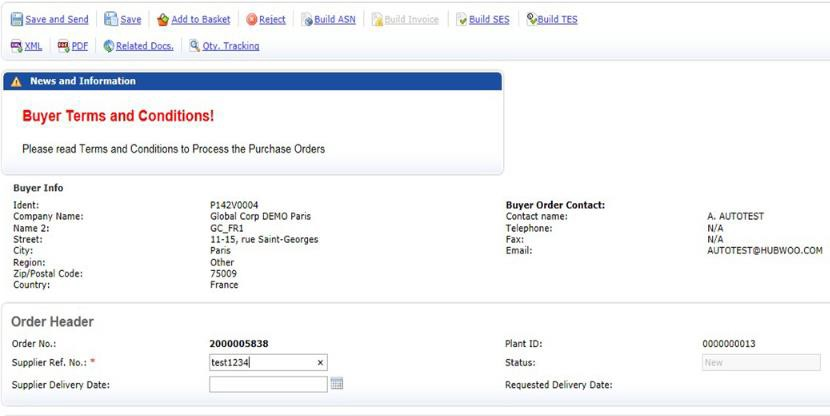 Save and Send Save Add to Basket Reject Build ASN Build Invoice Build SES Build TES
XML PDF Related Docs. Qty. Tracking
News and Information
Buyer Terms and Conditions!
Please read Terms and Conditions to Process the Purchase Orders
Buyer Info
Ident: P142V0004 Buyer Order Contact:
Company Name: Global Corp DEMO Paris Contact name: A. AUTOTEST
Name 2: GC_FR1 Telephone: N/A
Street: 11-15, rue Saint-Georges Fax: N/A
City: Paris Email: AUTOTEST@HUBWOO.COM
Region: Other
Zip/Postal Code: 75009
Country: France
Order Header
Order No.: 2000005838 Plant ID: 0000000013
Supplier Ref. No.: * test1234 × Status: New
Supplier Delivery Date: Requested Delivery Date: